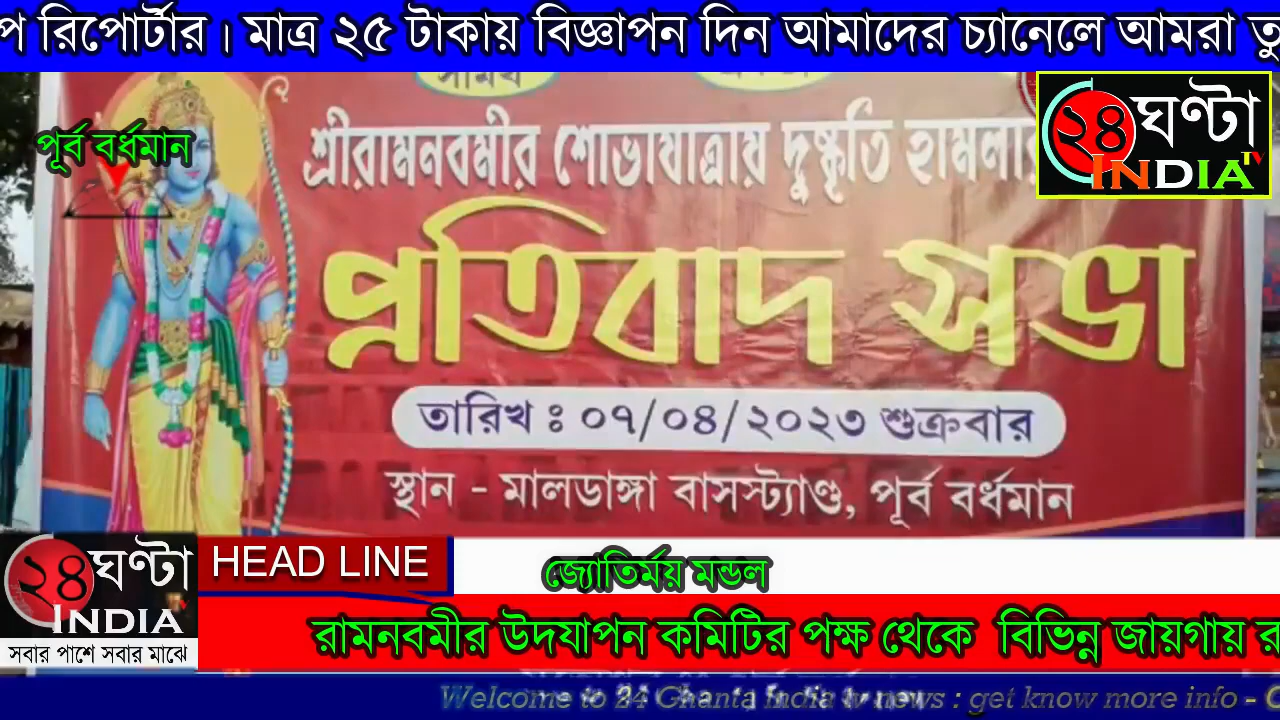 রিপোর্টার। মাত্র ২৫ টাকায় বিজ্ঞাপন দিন আমাদের চ্যানেলে আমরা
২৪ ঘণ্টা
INDIA TV
পূর্ব বর্ধমান
শ্রীরামনবমীর শোভাযাত্রায় দুষ্কৃতি
প্রতিবাদ সভা
তারিখ ঃ ০৭/০৪/২০২৩ শুক্রবার
স্থান - মালডাঙ্গা বাসস্ট্যাণ্ড, পূর্ব বর্ধমান
২৪ ঘণ্টা
INDIA
সবার পাশে সবার মাঝে
HEAD LINE
জ্যোতির্ময় মন্ডল
রামনবমীর উদযাপন কমিটির পক্ষ থেকে বিভিন্ন জায়গায়
Welcome to 24 Ghanta India tv news : get know more info -